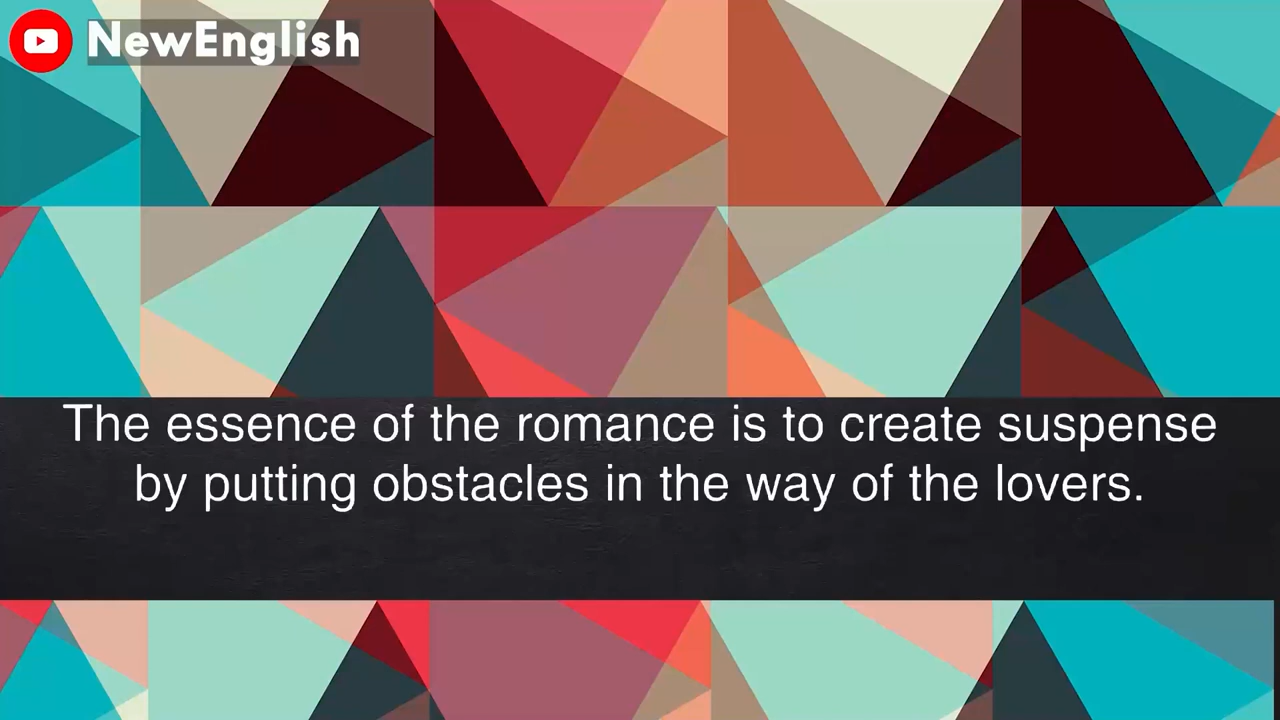 NewEnglish
The essence of the romance is to create suspense
by putting obstacles in the way of the lovers.